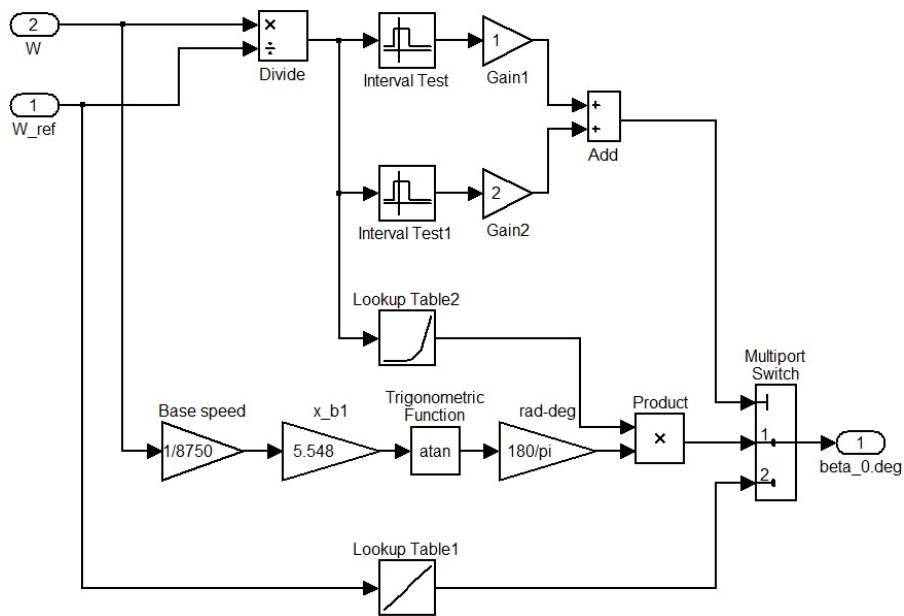 2
W
×
÷
Divide
Interval Test
1
Gain1
1
W_ref
+
+
Add
Interval Test1
2
Gain2
Lookup Table2
Multiport
Switch
Base speed
1/8750
x_b1
5.548
Trigonometric
Function
atan
rad-deg
180/pi
Product
×
1
2
1
beta_0.deg
Lookup Table1